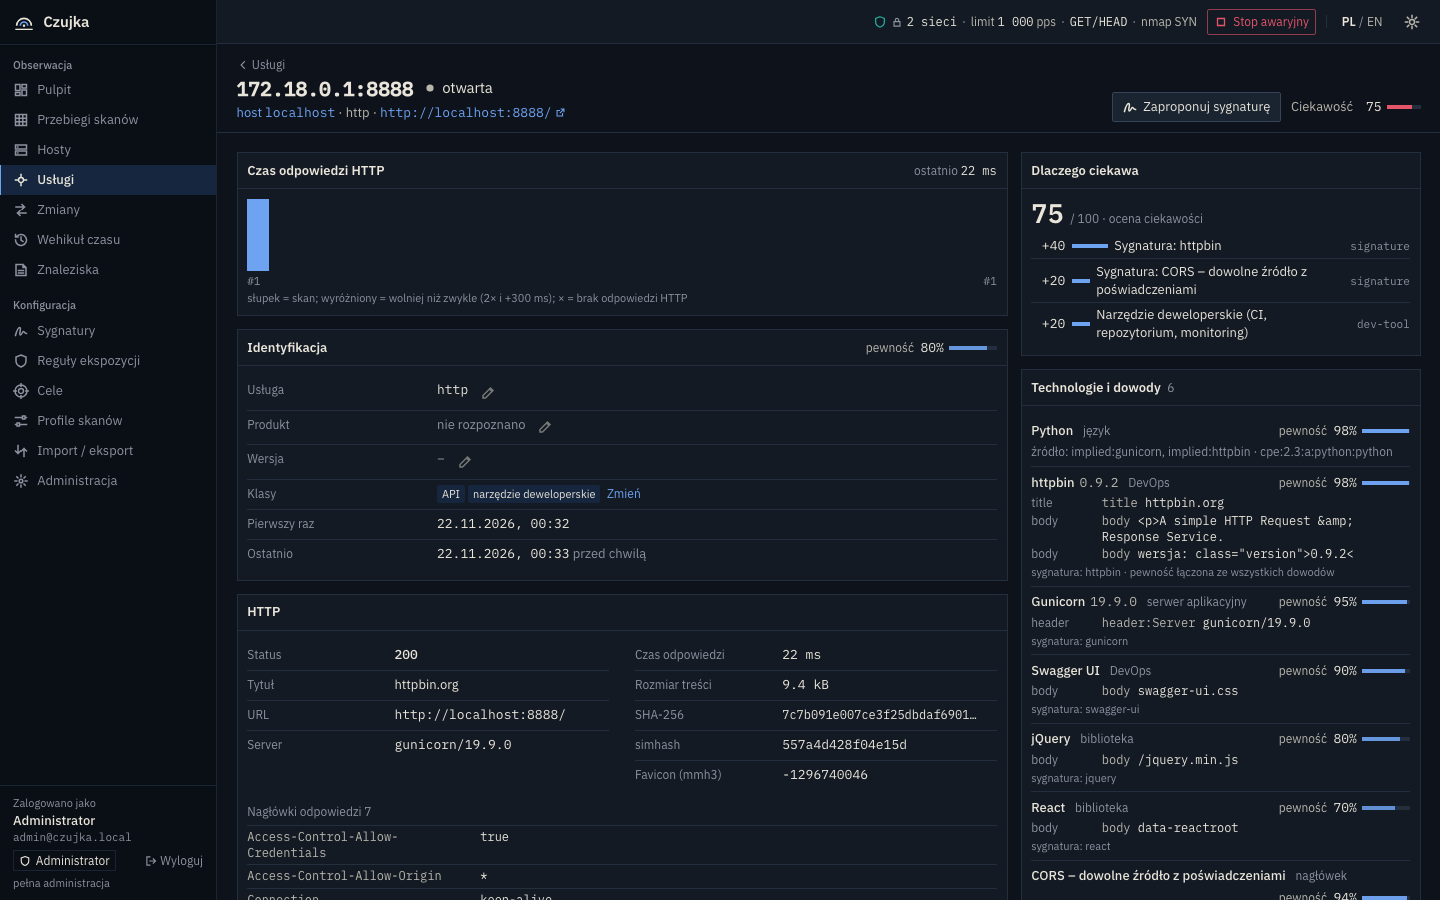 Czujka
2 sieci · limit 1 000 pps · GET/HEAD · nmap SYN
Stop awaryjny
PL / EN
Obserwacja
Pulpit
Przebiegi skanów
Hosty
Usługi
Zmiany
Wehikuł czasu
Znaleziska
Konfiguracja
Sygnatury
Reguły ekspozycji
Cele
Profile skanów
Import / eksport
Administracja
Zalogowano jako
Administrator
admin@czujka.local
Administrator
Wyloguj
pełna administracja
Usługi
172.18.0.1:8888 otwarta
host localhost · http · http://localhost:8888/
Zaproponuj sygnaturę
Ciekawość 75
Czas odpowiedzi HTTP
ostatnio 22 ms
#1
#1
słupek = skan; wyróżniony = wolniej niż zwykle (2× i +300 ms); × = brak odpowiedzi HTTP
Identyfikacja
pewność 80%
Usługa http
Produkt nie rozpoznano
Wersja –
Klasy API narzędzie deweloperskie Zmień
Pierwszy raz 22.11.2026, 00:32
Ostatnio 22.11.2026, 00:33 przed chwilą
HTTP
Status 200
Tytuł httpbin.org
URL http://localhost:8888/
Server gunicorn/19.9.0
Czas odpowiedzi 22 ms
Rozmiar treści 9.4 kB
SHA-256 7c7b091e007ce3f25dbdaf6901…
simhash 557a4d428f04e15d
Favicon (mmh3) -1296740046
Nagłówki odpowiedzi 7
Access-Control-Allow- true
Credentials
Access-Control-Allow-Origin *
Connection keep-alive
Dlaczego ciekawa
75 / 100 · ocena ciekawości
+40 Sygnatura: httpbin signature
+20 Sygnatura: CORS – dowolne źródło z signature
poświadczeniami
+20 Narzędzie deweloperskie (CI, dev-tool
repozytorium, monitoring)
Technologie i dowody 6
Python język pewność 98%
źródło: implied:gunicorn, implied:httpbin · cpe:2.3:a:python:python
httpbin 0.9.2 DevOps pewność 98%
title title httpbin.org
body body <p>A simple HTTP Request &amp;
Response Service.
body body wersja: class="version">0.9.2<
sygnatura: httpbin · pewność łączona ze wszystkich dowodów
Gunicorn 19.9.0 serwer aplikacyjny pewność 95%
header header:Server gunicorn/19.9.0
sygnatura: gunicorn
Swagger UI DevOps pewność 90%
body body swagger-ui.css
sygnatura: swagger-ui
jQuery biblioteka pewność 80%
body body /jquery.min.js
sygnatura: jquery
React biblioteka pewność 70%
body body data-reactroot
sygnatura: react
CORS – dowolne źródło z poświadczeniami nagłówek
pewność 94%